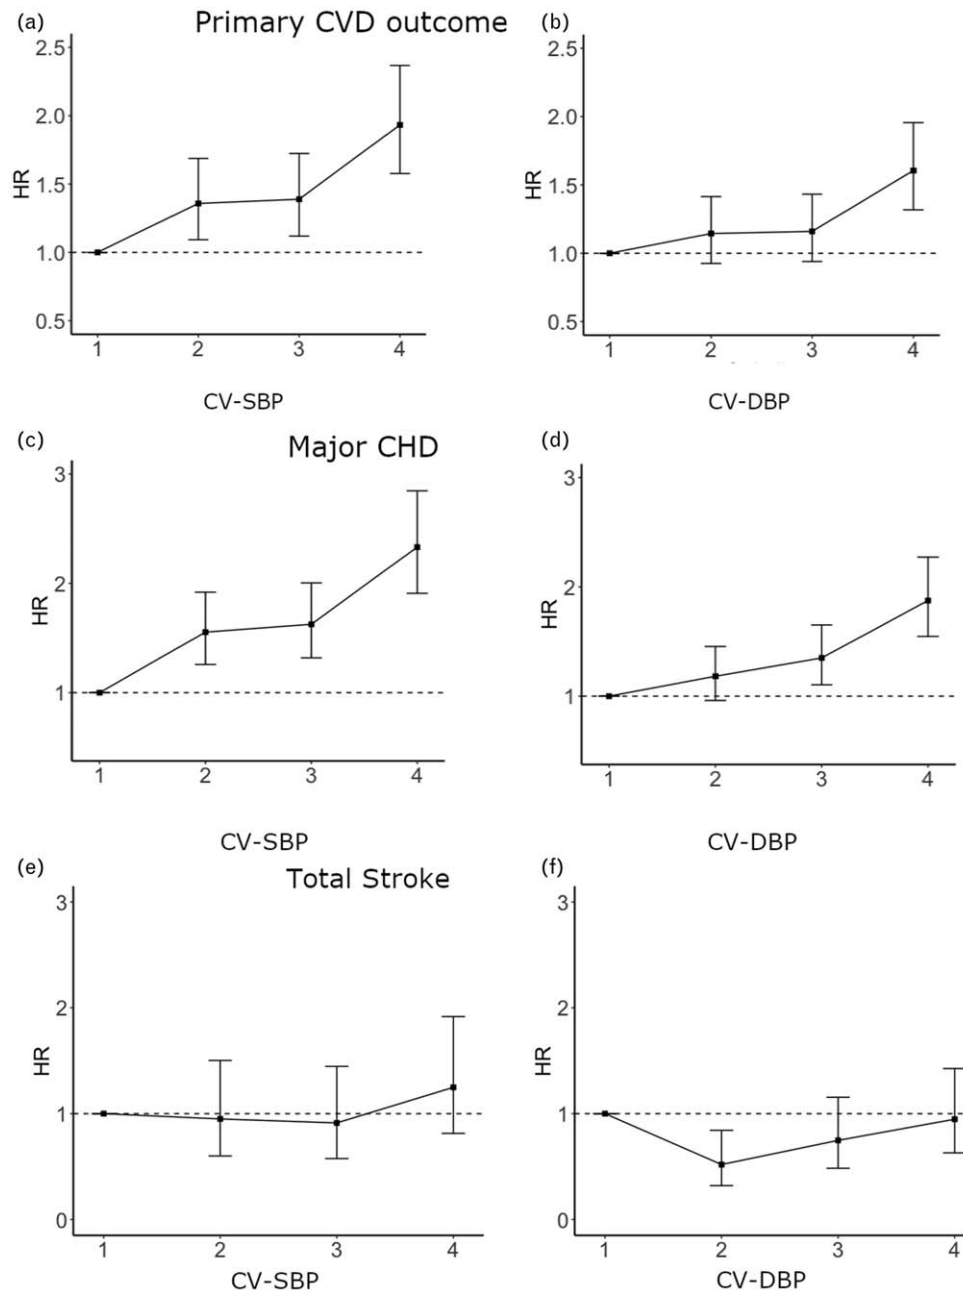 (a) Primary CVD outcome (b)
2.5 2.5
2.0 2.0
1.5 1.5
HR HR
1.0 1.0
0.5 0.5
1 2 3 4 1 2 3 4
CV-SBP CV-DBP
(c) Major CHD (d)
3 3
2 2
HR HR
1 1
1 2 3 4 1 2 3 4
CV-SBP CV-DBP
(e) Total Stroke (f)
3 3
2 2
HR HR
1 1
0 0
1 2 3 4 1 2 3 4
CV-SBP CV-DBP